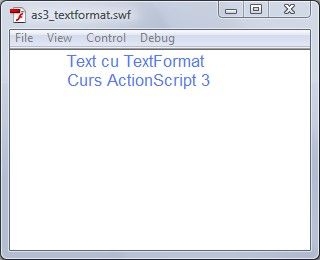 as3_textformat.swf
File View Control Debug
Text cu TextFormat
Curs ActionScript 3